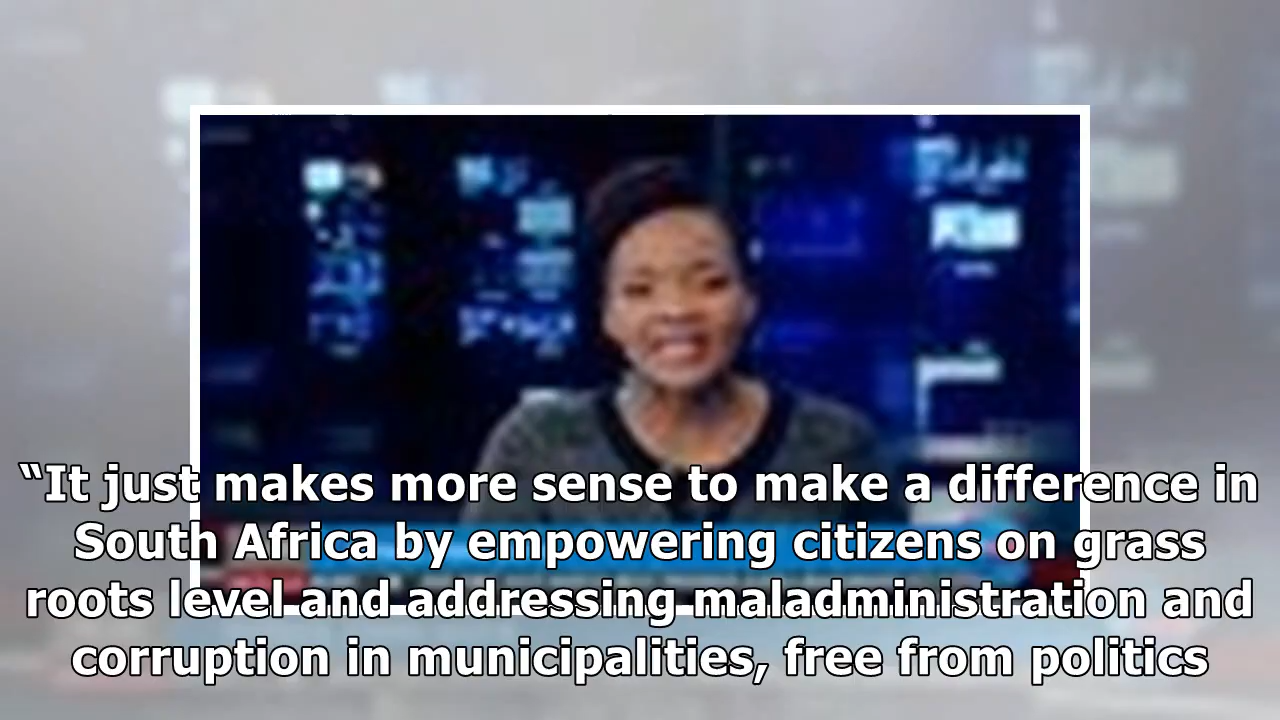 “It just makes more sense to make a difference in
South Africa by empowering citizens on grass
roots level and addressing maladministration and
corruption in municipalities, free from politics